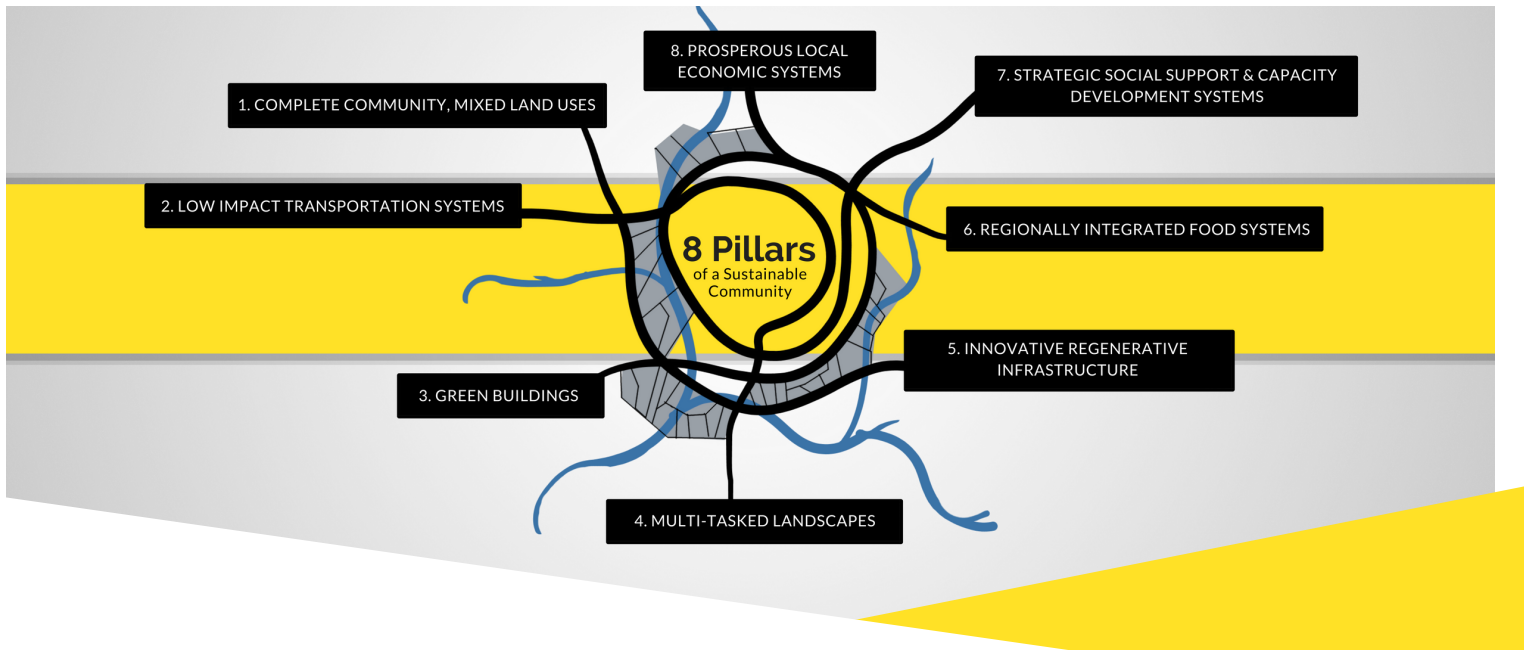 8. PROSPEROUS LOCAL
ECONOMIC SYSTEMS
7. STRATEGIC SOCIAL SUPPORT & CAPACITY
DEVELOPMENT SYSTEMS
1. COMPLETE COMMUNITY, MIXED LAND USES
2. LOW IMPACT TRANSPORTATION SYSTEMS
6. REGIONALLY INTEGRATED FOOD SYSTEMS
8 Pillars
of a Sustainable
Community
5. INNOVATIVE REGENERATIVE
INFRASTRUCTURE
3. GREEN BUILDINGS
4. MULTI-TASKED LANDSCAPES